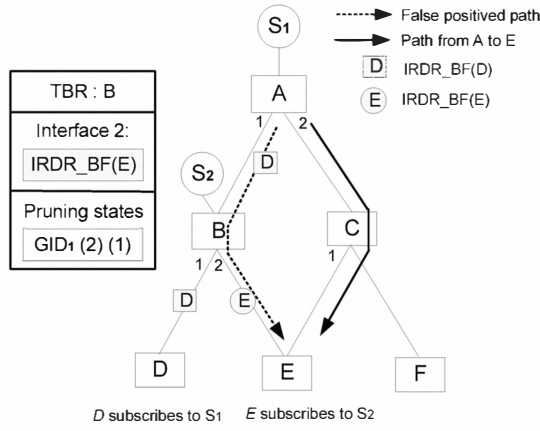 S1
False positived path
Path from A to E
D IRDR_BF(D)
E IRDR_BF(E)
TBR : B
Interface 2:
IRDR_BF(E)
Pruning states
GID1 (2) (1)
A
1 2
D
S2
B
C
1 2
1
D
E
D
E
F
D subscribes to S1
E subscribes to S2